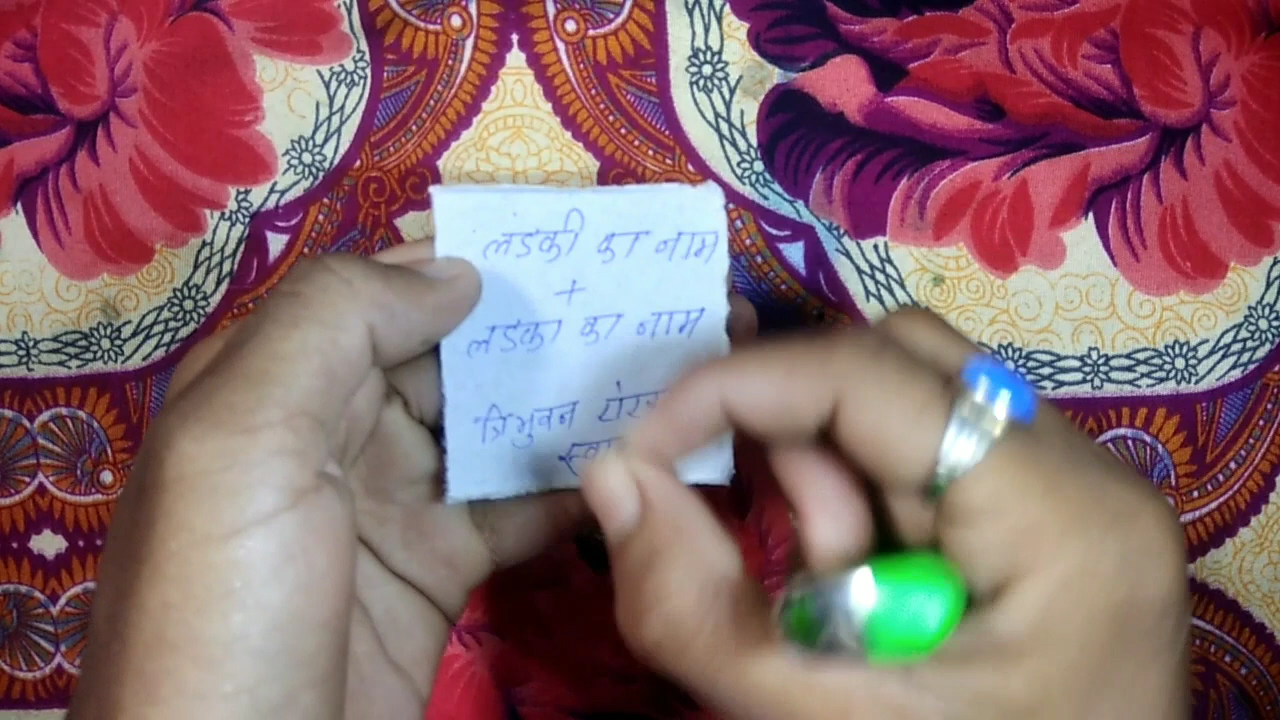 लडकी का नाम
+
लडका का नाम
त्रिभुवन